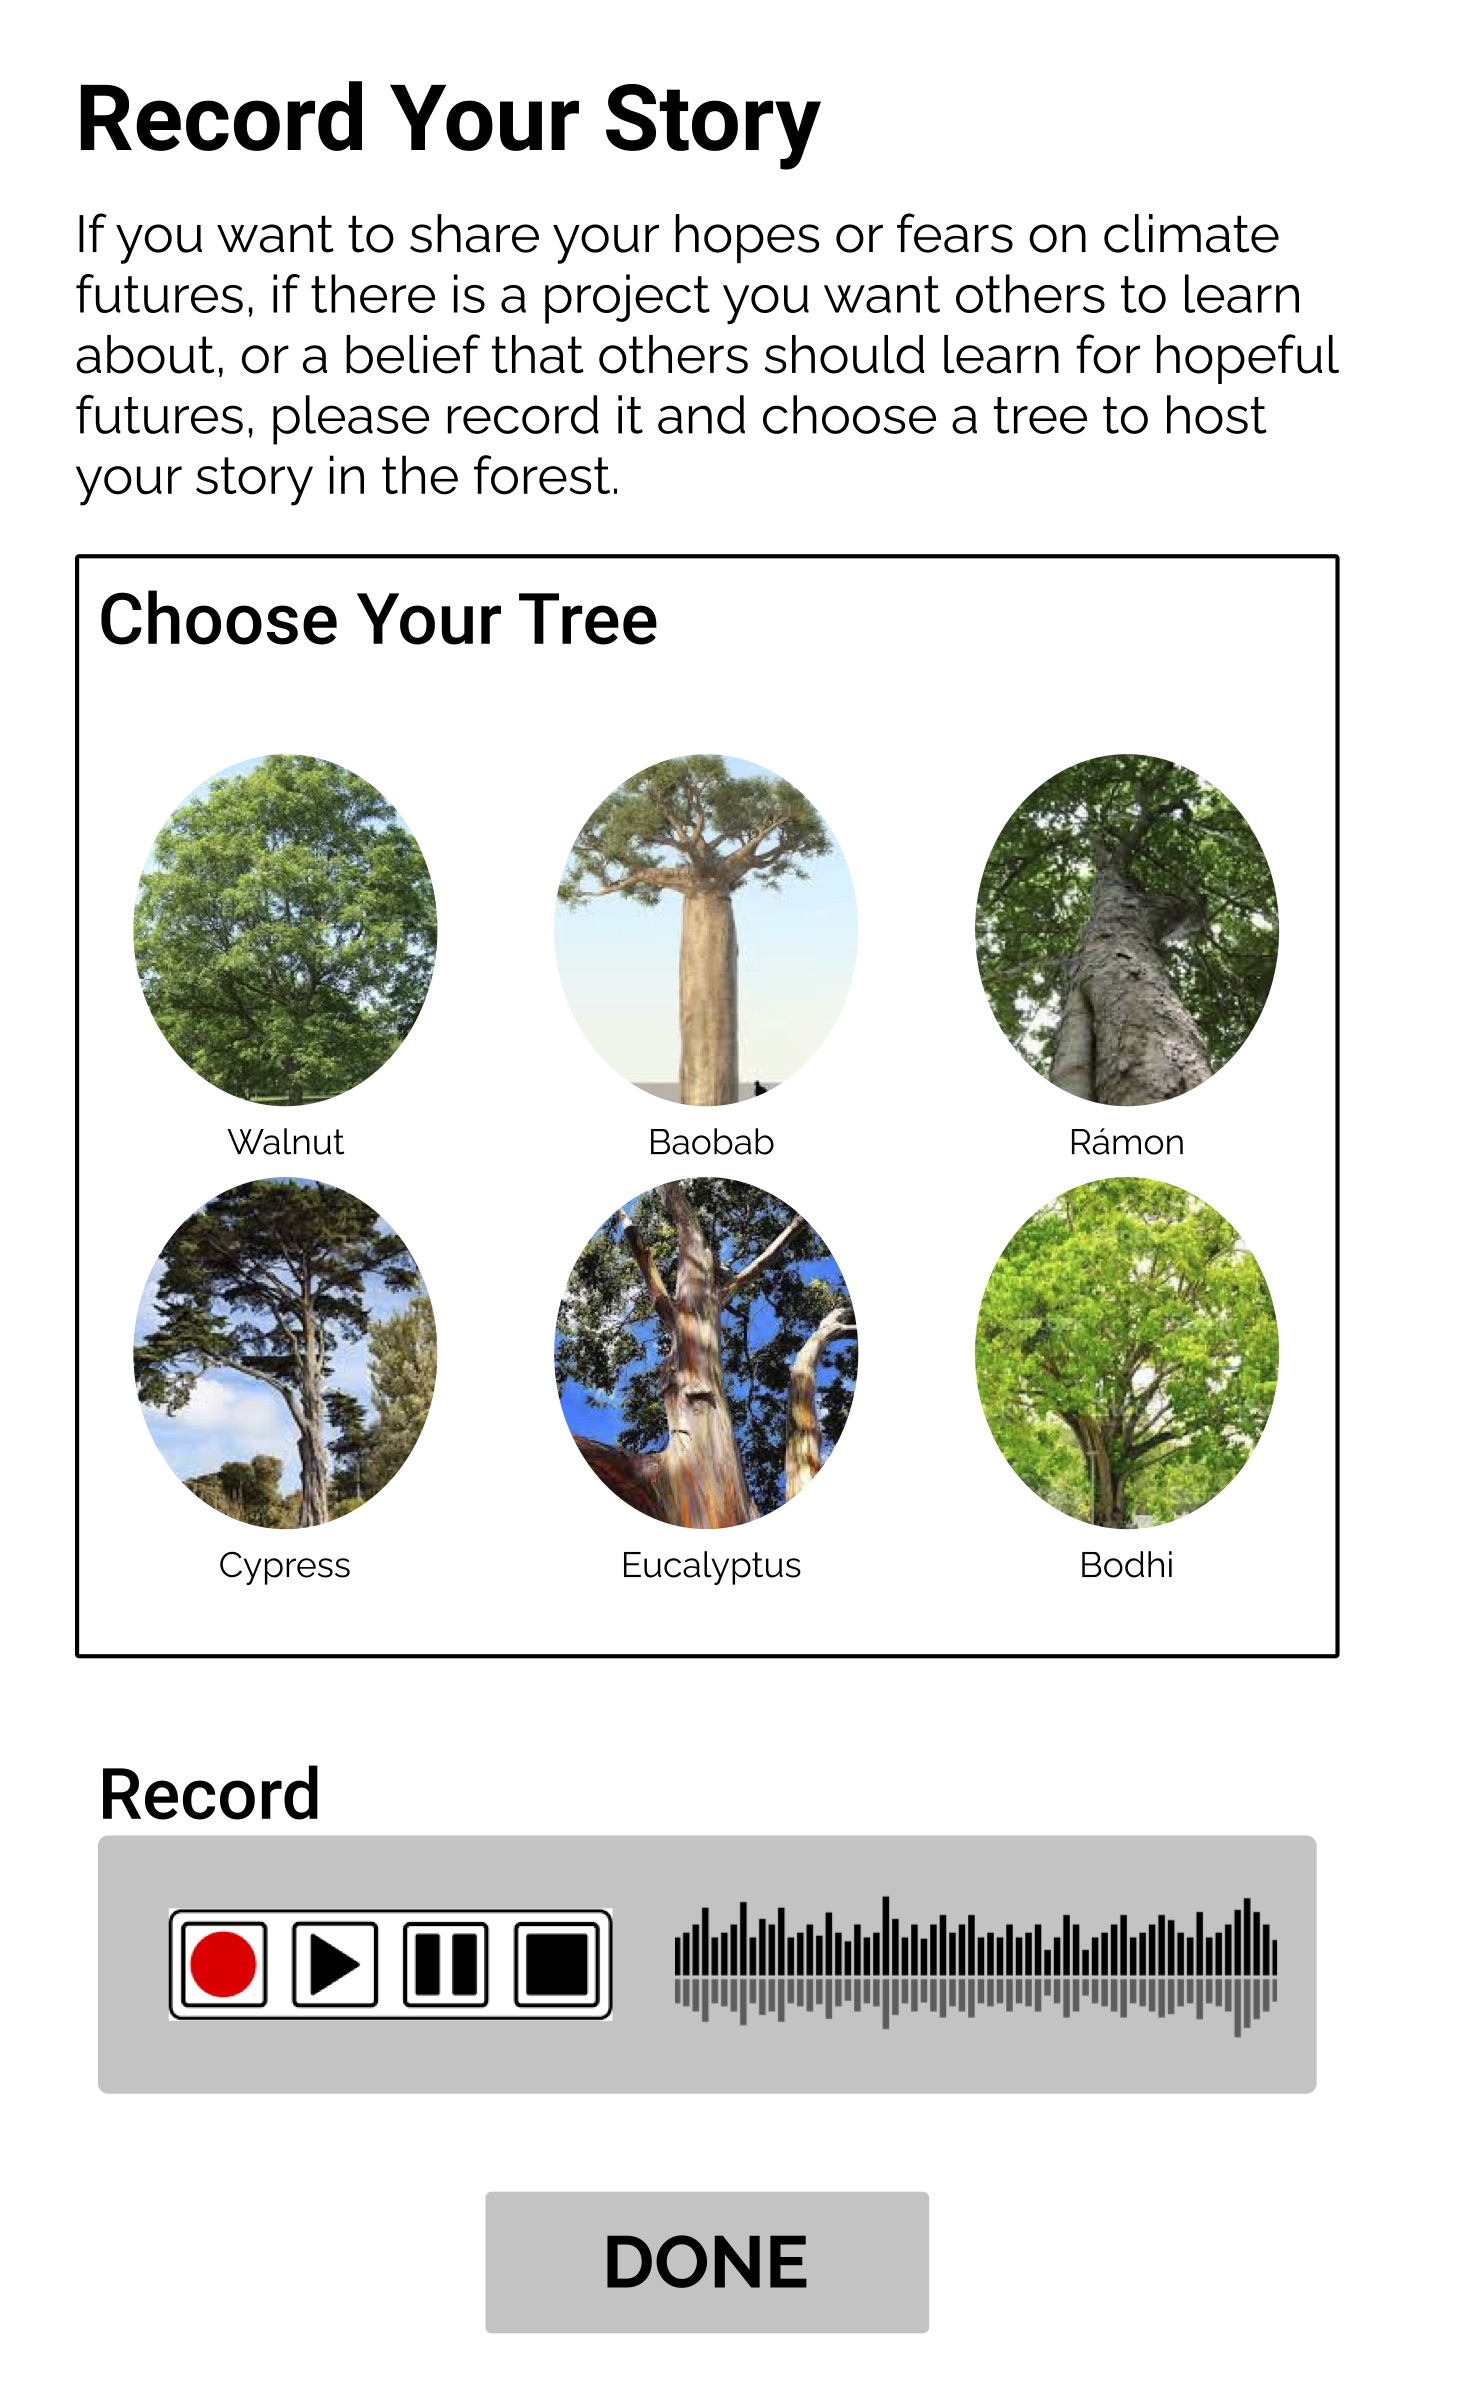 Record Your Story
If you want to share your hopes or fears on climate
futures, if there is a project you want others to learn
about, or a belief that others should learn for hopeful
futures, please record it and choose a tree to host
your story in the forest.
Choose Your Tree
Walnut
Baobab
Rámon
Cypress
Eucalyptus
Bodhi
Record
DONE